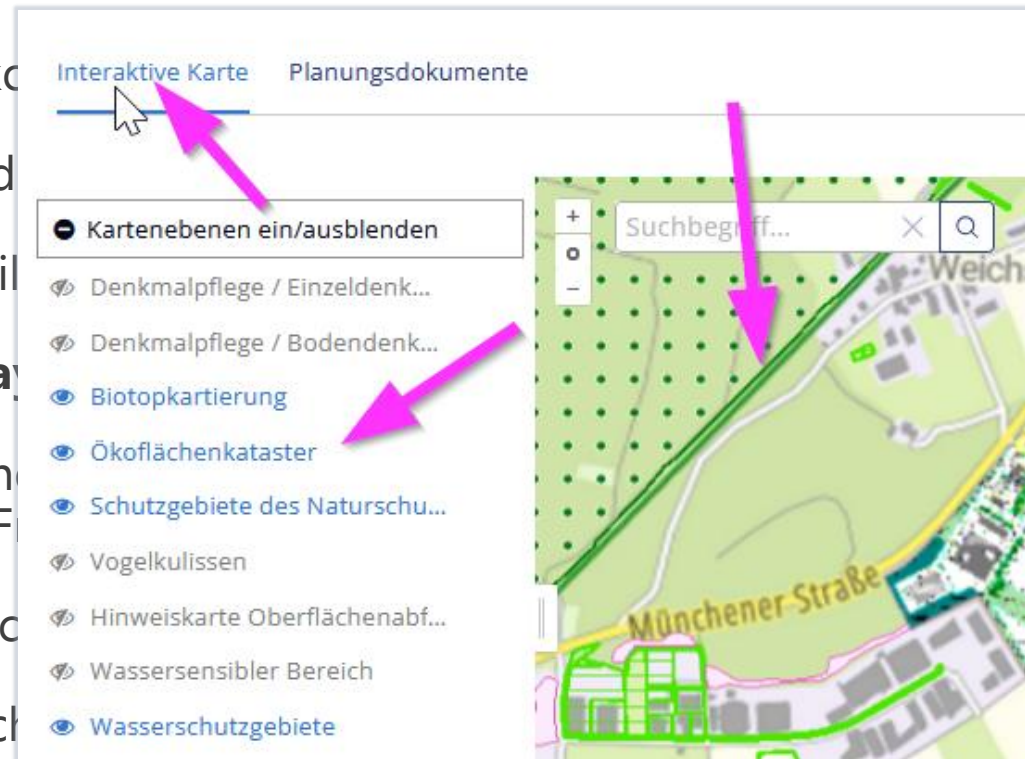 Interaktive Karte Planungsdokumente
Kartenebenen ein/ausblenden
Suchbegriff...
Denkmalpflege / Einzeldenk...
Denkmalpflege / Bodendenk...
Biotopkartierung
Ökoflächenkataster
Schutzgebiete des Naturschu...
Vogelkulissen
Hinweiskarte Oberflächenabf...
Wassersensibler Bereich
Wasserschutzgebiete
Weich
Münchener Straße